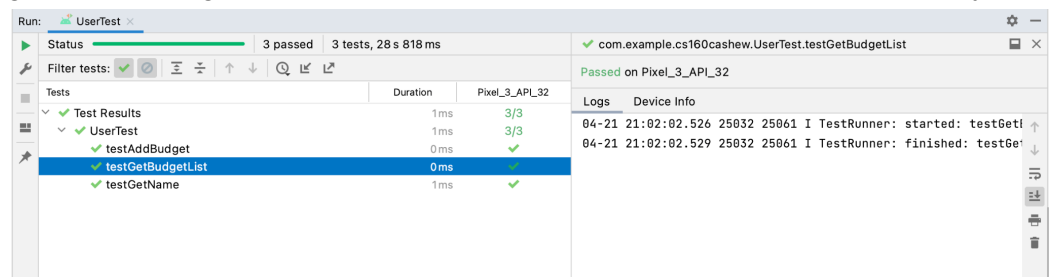 Run: UserTest
Status 3 passed 3 tests, 28 s 818 ms
Filter tests:
Tests Duration Pixel_3_API_32
Test Results 1 ms 3/3
UserTest 1 ms 3/3
testAddBudget 0 ms
testGetBudgetList 0 ms
testGetName 1 ms
com.example.cs160cashew.UserTest.testGetBudgetList
Passed on Pixel_3_API_32
Logs Device Info
04-21 21:02:02.526 25032 25061 I TestRunner: started: testGet
04-21 21:02:02.529 25032 25061 I TestRunner: finished: testGet